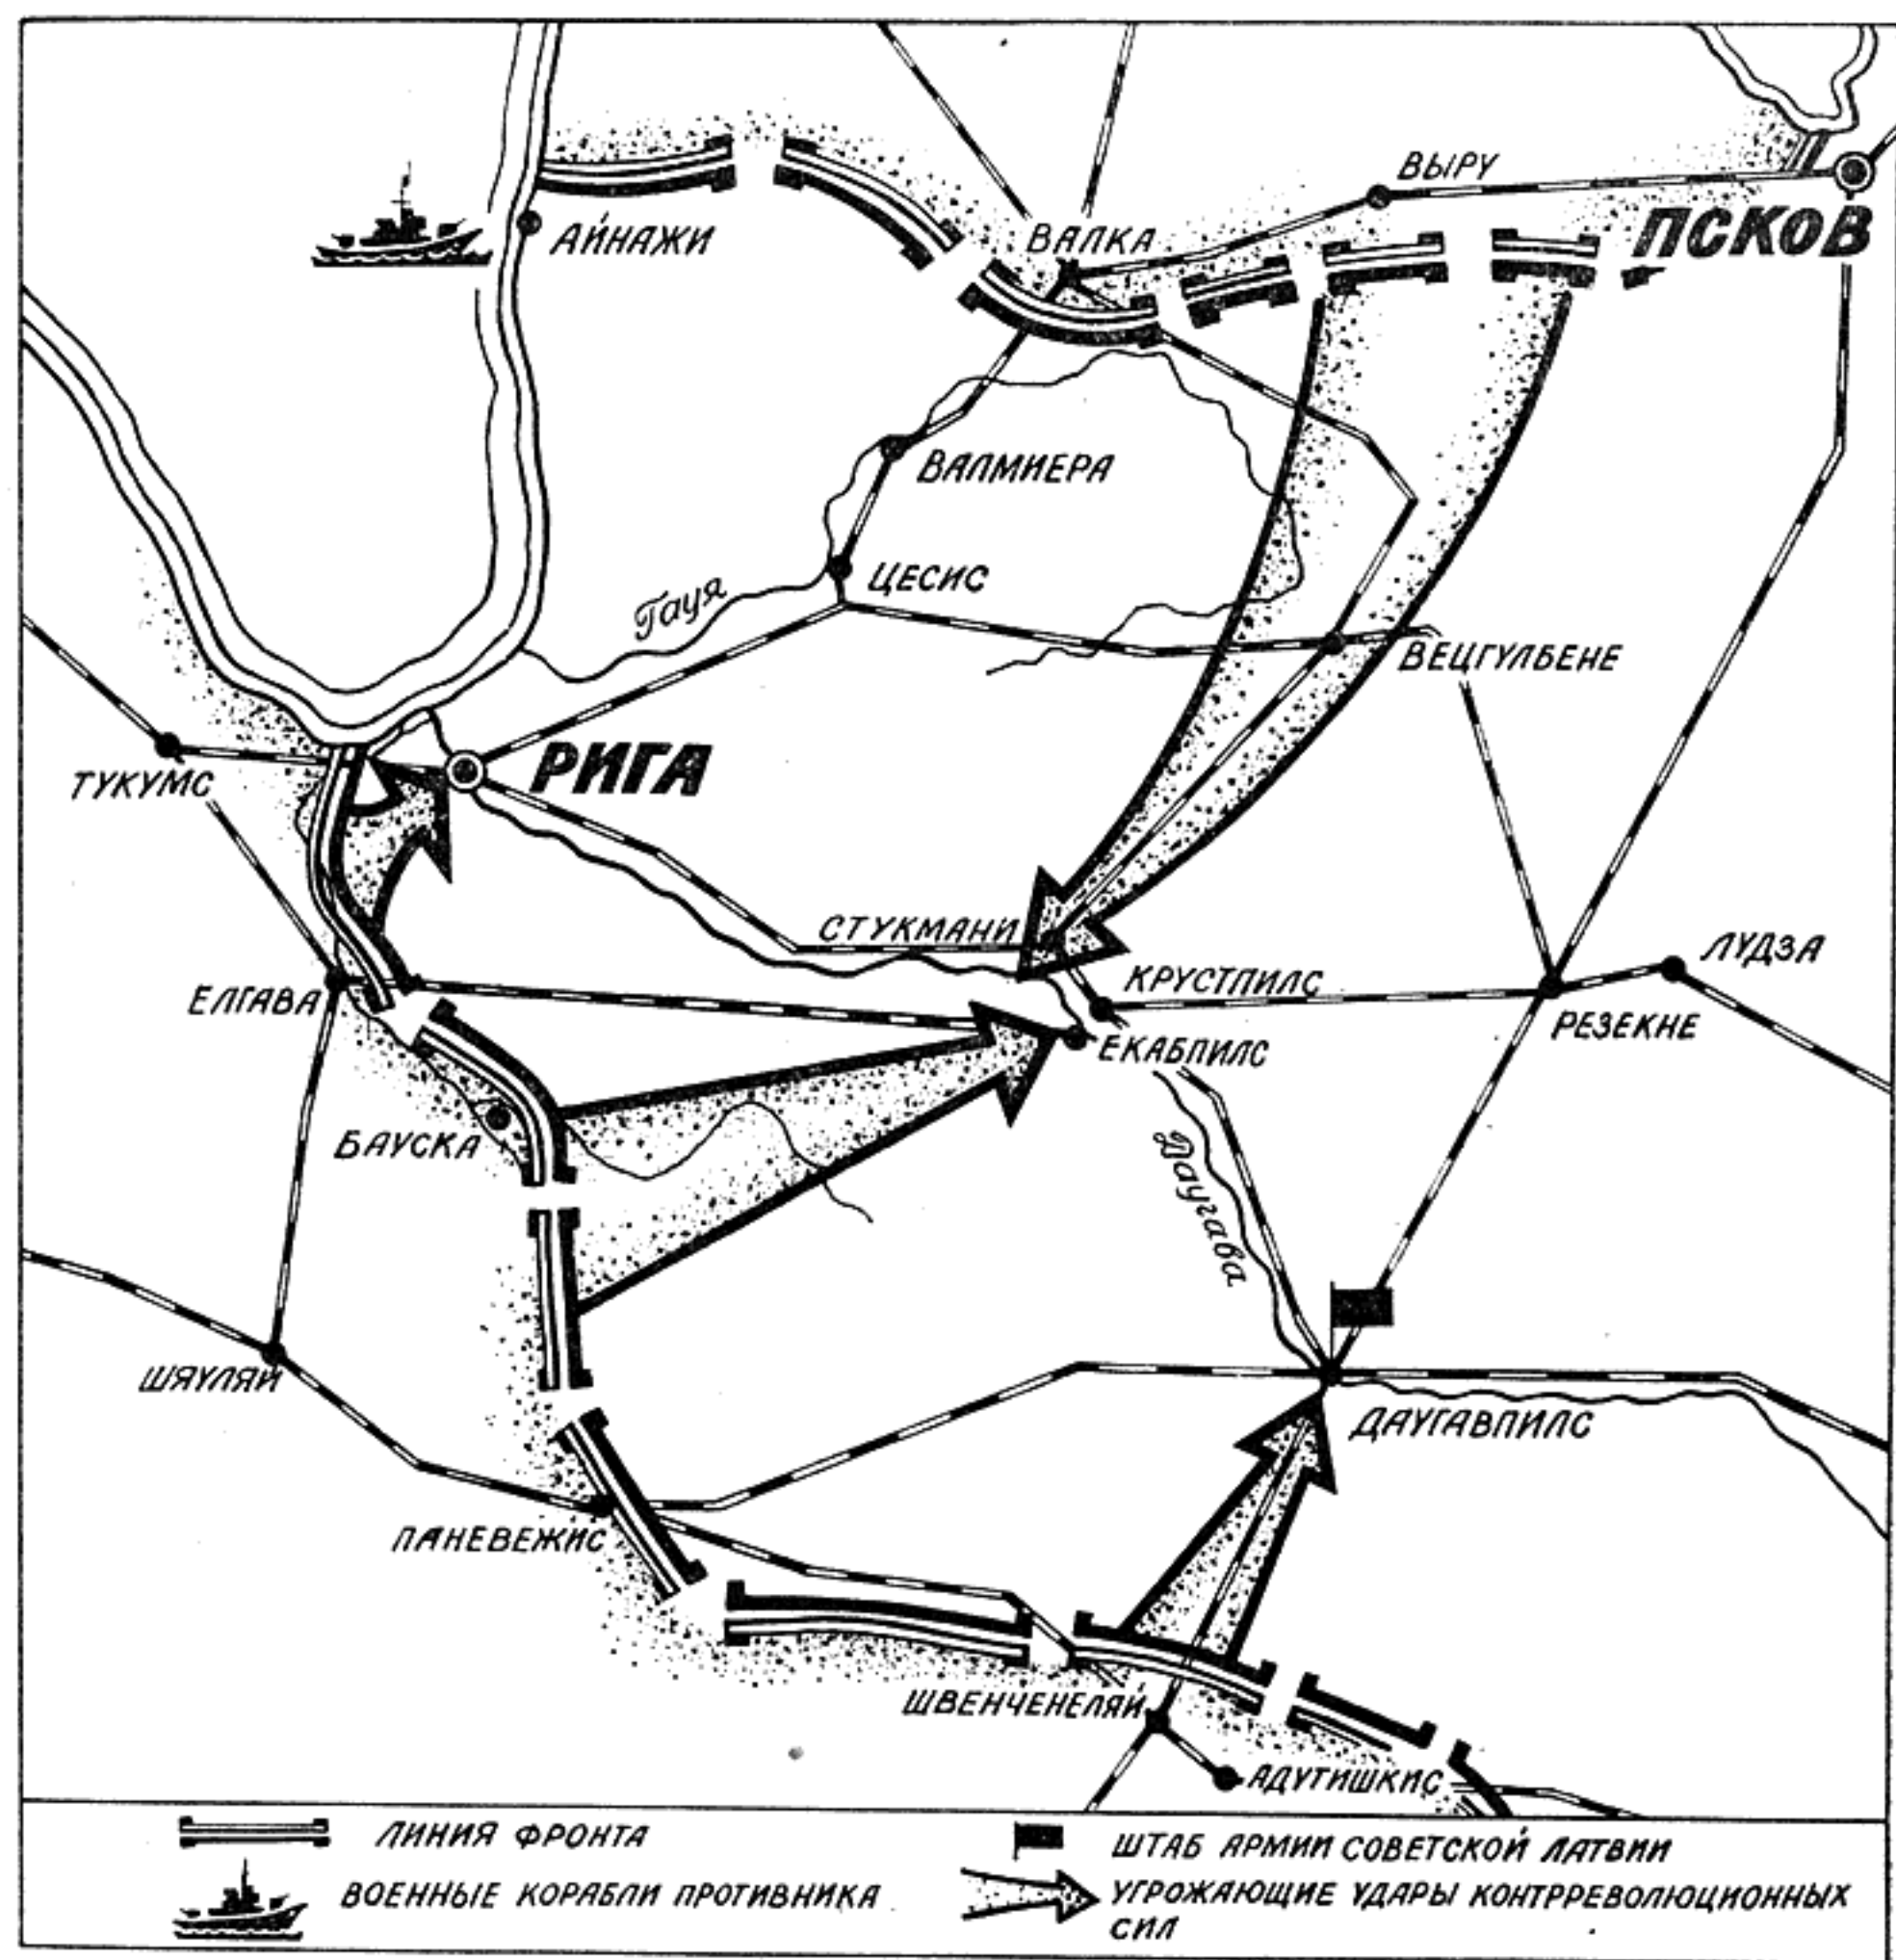 ВЫРУ
ПСКОВ
АЙНАЖИ
ВАЛКА
ВАЛМИЕРА
ЦЕСИС
Гауя
ВЕЦГУЛБЕНЕ
ТУКУМС
РИГА
СТУКМАНИ
ЛУДЗА
КРУСТПИЛС
ЕЛГАВА
РЕЗЕКНЕ
ЕКАБПИЛС
БАУСКА
Даугава
ШЯУЛЯЙ
ДАУГАВПИЛС
ПАНЕВЕЖИС
ШВЕНЧЕНЕЛЯЙ
АДУТИШКИС
ЛИНИЯ ФРОНТА
ВОЕННЫЕ КОРАБЛИ ПРОТИВНИКА
ШТАБ АРМИИ СОВЕТСКОЙ ЛАТВИИ
УГРОЖАЮЩИЕ УДАРЫ КОНТРРЕВОЛЮЦИОННЫХ
СИЛ